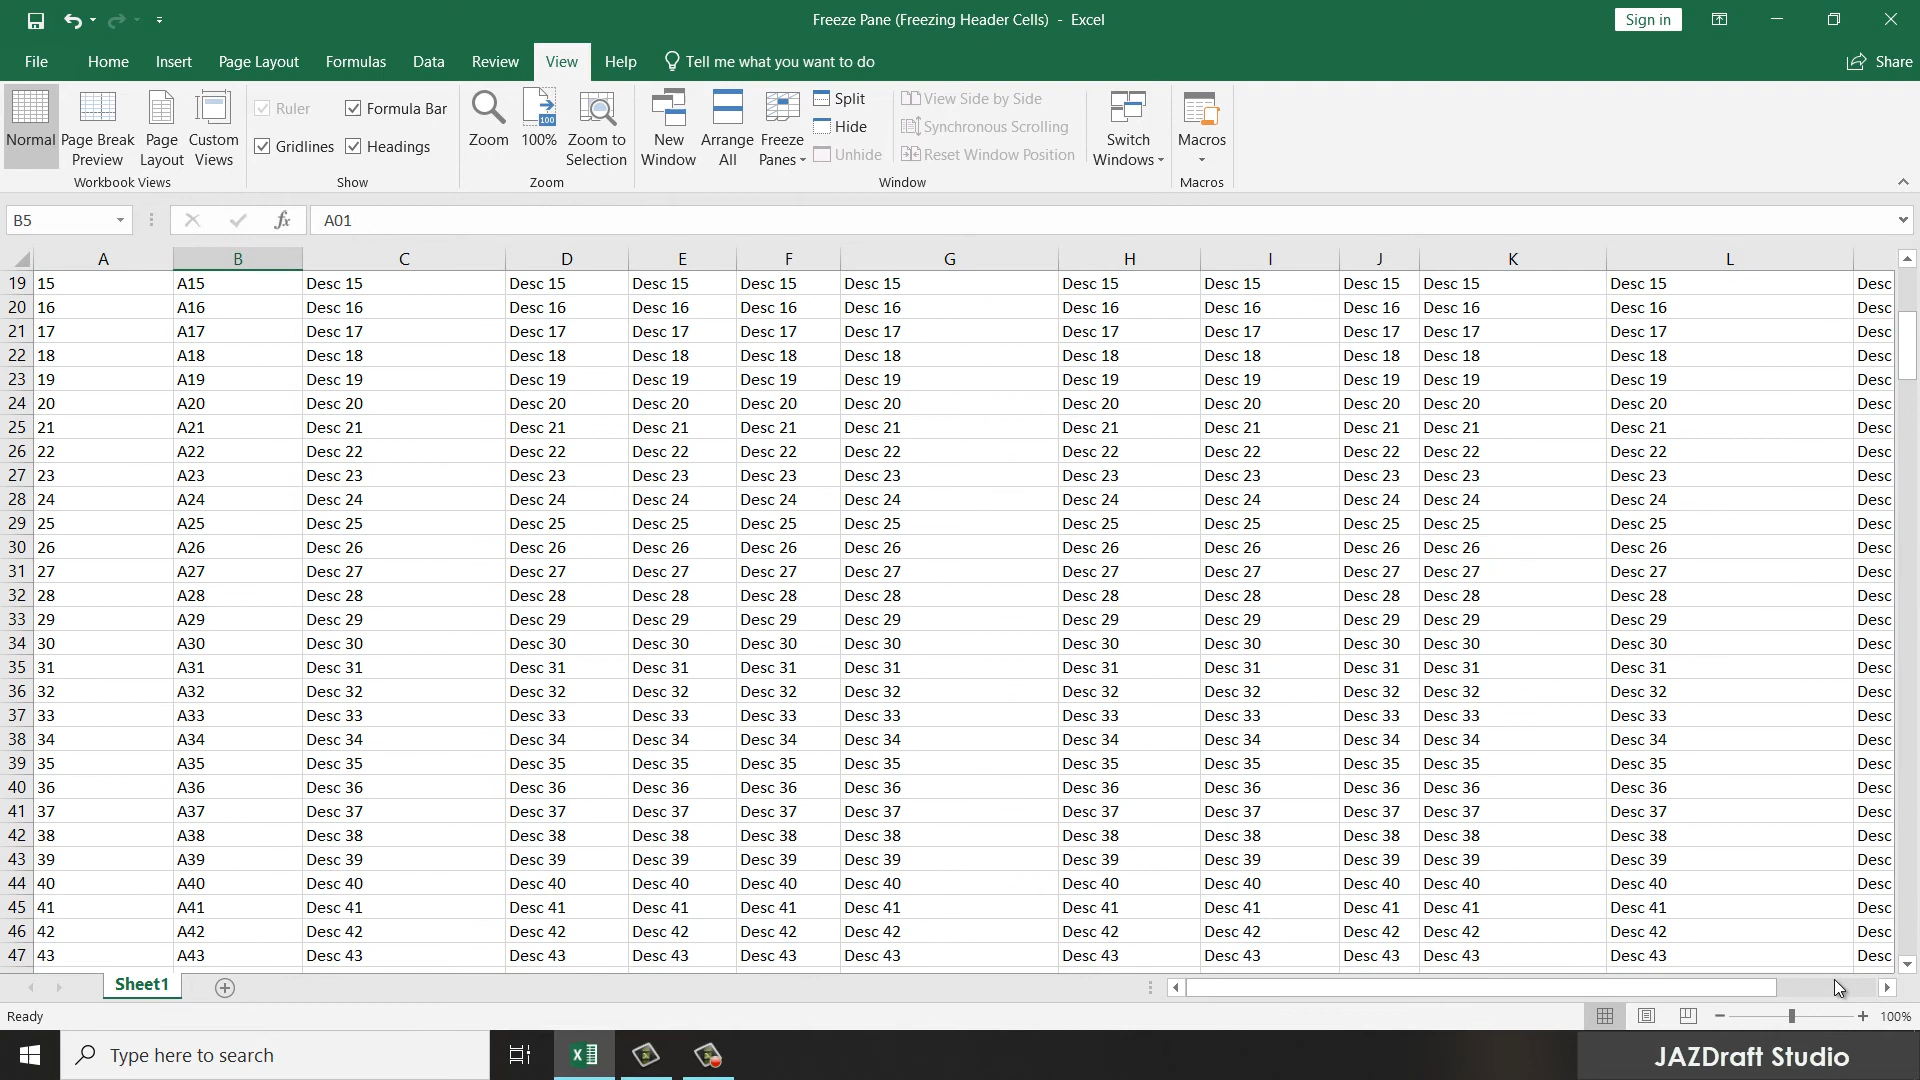 Freeze Pane (Freezing Header Cells) - Excel
Sign in
File Home Insert Page Layout Formulas Data Review View Help Tell me what you want to do Share
Normal
Page Break Preview
Page Layout
Custom Views
Workbook Views
Ruler
Formula Bar
Gridlines
Headings
Show
Zoom
100
100%
Zoom to Selection
Zoom
New Window
Arrange All
Freeze Panes
Split
Hide
Unhide
View Side by Side
Synchronous Scrolling
Reset Window Position
Switch Windows
Window
Macros
Macros
B5 fx A01
A B C D E F G H I J K L
19 15 A15 Desc 15 Desc 15 Desc 15 Desc 15 Desc 15 Desc 15 Desc 15 Desc 15 Desc 15 Desc 15 Desc
20 16 A16 Desc 16 Desc 16 Desc 16 Desc 16 Desc 16 Desc 16 Desc 16 Desc 16 Desc 16 Desc 16 Desc
21 17 A17 Desc 17 Desc 17 Desc 17 Desc 17 Desc 17 Desc 17 Desc 17 Desc 17 Desc 17 Desc 17 Desc
22 18 A18 Desc 18 Desc 18 Desc 18 Desc 18 Desc 18 Desc 18 Desc 18 Desc 18 Desc 18 Desc 18 Desc
23 19 A19 Desc 19 Desc 19 Desc 19 Desc 19 Desc 19 Desc 19 Desc 19 Desc 19 Desc 19 Desc 19 Desc
24 20 A20 Desc 20 Desc 20 Desc 20 Desc 20 Desc 20 Desc 20 Desc 20 Desc 20 Desc 20 Desc 20 Desc
25 21 A21 Desc 21 Desc 21 Desc 21 Desc 21 Desc 21 Desc 21 Desc 21 Desc 21 Desc 21 Desc 21 Desc
26 22 A22 Desc 22 Desc 22 Desc 22 Desc 22 Desc 22 Desc 22 Desc 22 Desc 22 Desc 22 Desc 22 Desc
27 23 A23 Desc 23 Desc 23 Desc 23 Desc 23 Desc 23 Desc 23 Desc 23 Desc 23 Desc 23 Desc 23 Desc
28 24 A24 Desc 24 Desc 24 Desc 24 Desc 24 Desc 24 Desc 24 Desc 24 Desc 24 Desc 24 Desc 24 Desc
29 25 A25 Desc 25 Desc 25 Desc 25 Desc 25 Desc 25 Desc 25 Desc 25 Desc 25 Desc 25 Desc 25 Desc
30 26 A26 Desc 26 Desc 26 Desc 26 Desc 26 Desc 26 Desc 26 Desc 26 Desc 26 Desc 26 Desc 26 Desc
31 27 A27 Desc 27 Desc 27 Desc 27 Desc 27 Desc 27 Desc 27 Desc 27 Desc 27 Desc 27 Desc 27 Desc
32 28 A28 Desc 28 Desc 28 Desc 28 Desc 28 Desc 28 Desc 28 Desc 28 Desc 28 Desc 28 Desc 28 Desc
33 29 A29 Desc 29 Desc 29 Desc 29 Desc 29 Desc 29 Desc 29 Desc 29 Desc 29 Desc 29 Desc 29 Desc
34 30 A30 Desc 30 Desc 30 Desc 30 Desc 30 Desc 30 Desc 30 Desc 30 Desc 30 Desc 30 Desc 30 Desc
35 31 A31 Desc 31 Desc 31 Desc 31 Desc 31 Desc 31 Desc 31 Desc 31 Desc 31 Desc 31 Desc 31 Desc
36 32 A32 Desc 32 Desc 32 Desc 32 Desc 32 Desc 32 Desc 32 Desc 32 Desc 32 Desc 32 Desc 32 Desc
37 33 A33 Desc 33 Desc 33 Desc 33 Desc 33 Desc 33 Desc 33 Desc 33 Desc 33 Desc 33 Desc 33 Desc
38 34 A34 Desc 34 Desc 34 Desc 34 Desc 34 Desc 34 Desc 34 Desc 34 Desc 34 Desc 34 Desc 34 Desc
39 35 A35 Desc 35 Desc 35 Desc 35 Desc 35 Desc 35 Desc 35 Desc 35 Desc 35 Desc 35 Desc 35 Desc
40 36 A36 Desc 36 Desc 36 Desc 36 Desc 36 Desc 36 Desc 36 Desc 36 Desc 36 Desc 36 Desc 36 Desc
41 37 A37 Desc 37 Desc 37 Desc 37 Desc 37 Desc 37 Desc 37 Desc 37 Desc 37 Desc 37 Desc 37 Desc
42 38 A38 Desc 38 Desc 38 Desc 38 Desc 38 Desc 38 Desc 38 Desc 38 Desc 38 Desc 38 Desc 38 Desc
43 39 A39 Desc 39 Desc 39 Desc 39 Desc 39 Desc 39 Desc 39 Desc 39 Desc 39 Desc 39 Desc 39 Desc
44 40 A40 Desc 40 Desc 40 Desc 40 Desc 40 Desc 40 Desc 40 Desc 40 Desc 40 Desc 40 Desc 40 Desc
45 41 A41 Desc 41 Desc 41 Desc 41 Desc 41 Desc 41 Desc 41 Desc 41 Desc 41 Desc 41 Desc 41 Desc
46 42 A42 Desc 42 Desc 42 Desc 42 Desc 42 Desc 42 Desc 42 Desc 42 Desc 42 Desc 42 Desc 42 Desc
47 43 A43 Desc 43 Desc 43 Desc 43 Desc 43 Desc 43 Desc 43 Desc 43 Desc 43 Desc 43 Desc 43 Desc
Sheet1
Ready 100%
Type here to search
JAZDraft Studio